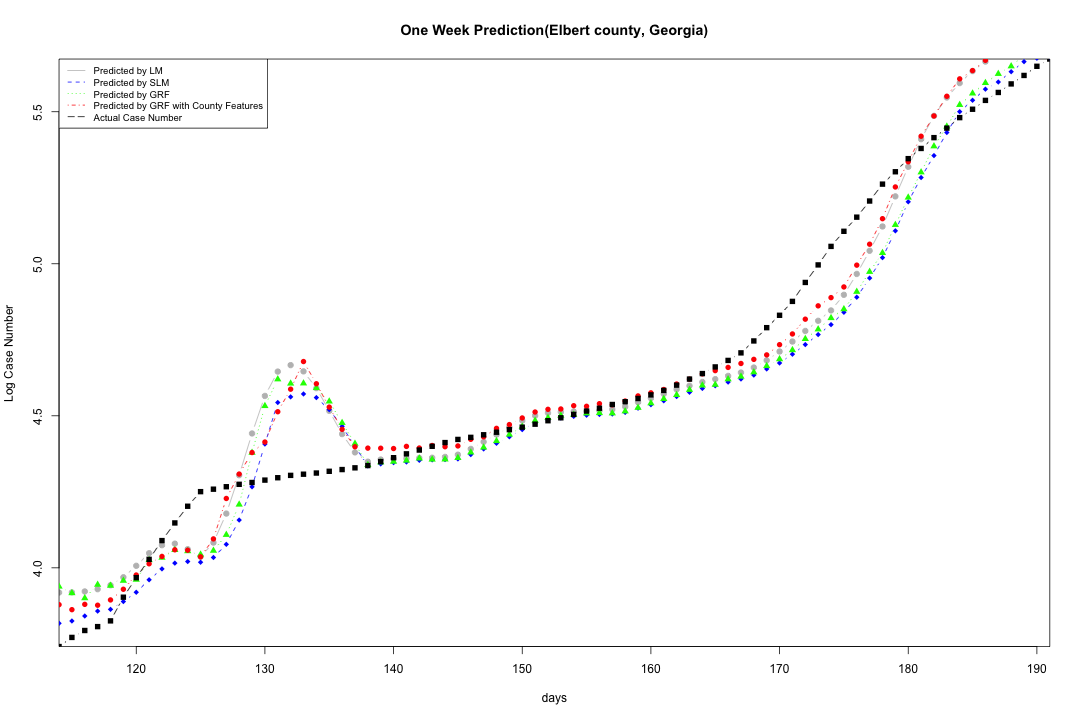 One Week Prediction(Elbert county, Georgia)
Predicted by LM
Predicted by SLM
Predicted by GRF
Predicted by GRF with County Features
Actual Case Number
5.5
5.0
4.5
4.0
Log Case Number
120 130 140 150 160 170 180 190
days